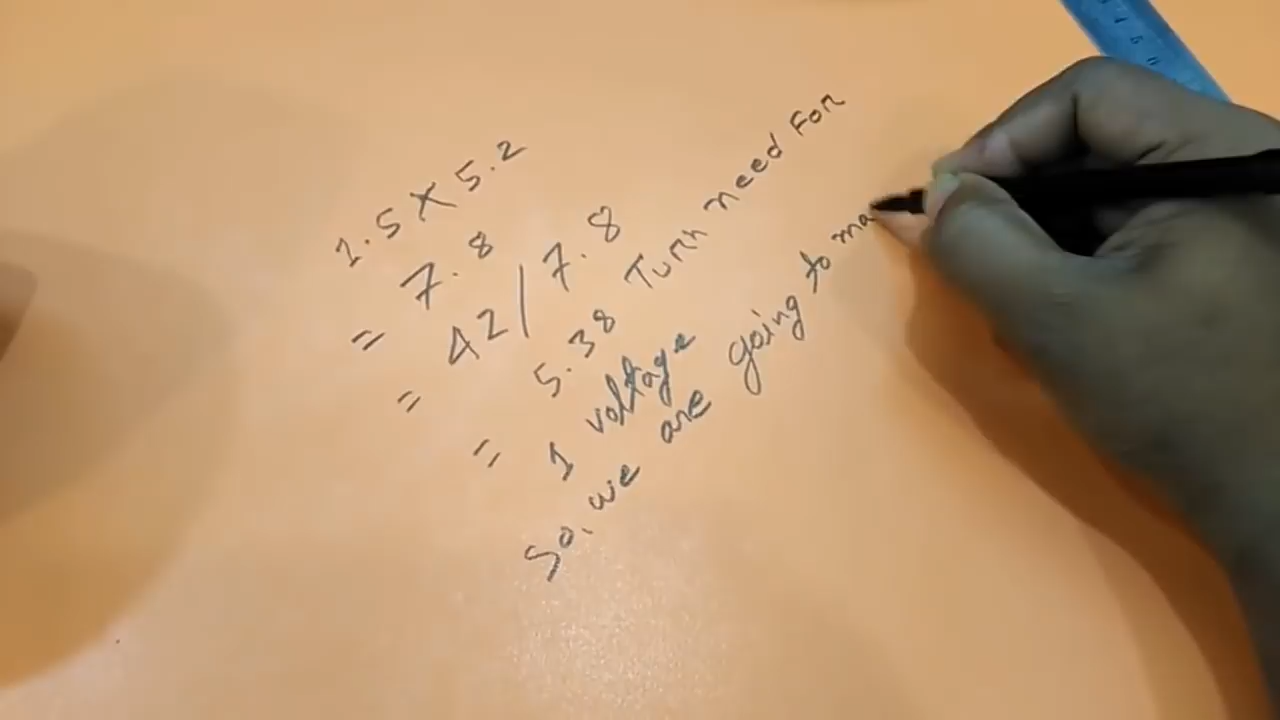 1.5 X 5.2
= 7.8
= 42/7.8
= 5.38 Turn need For
1 voltage
So, we are going to ma